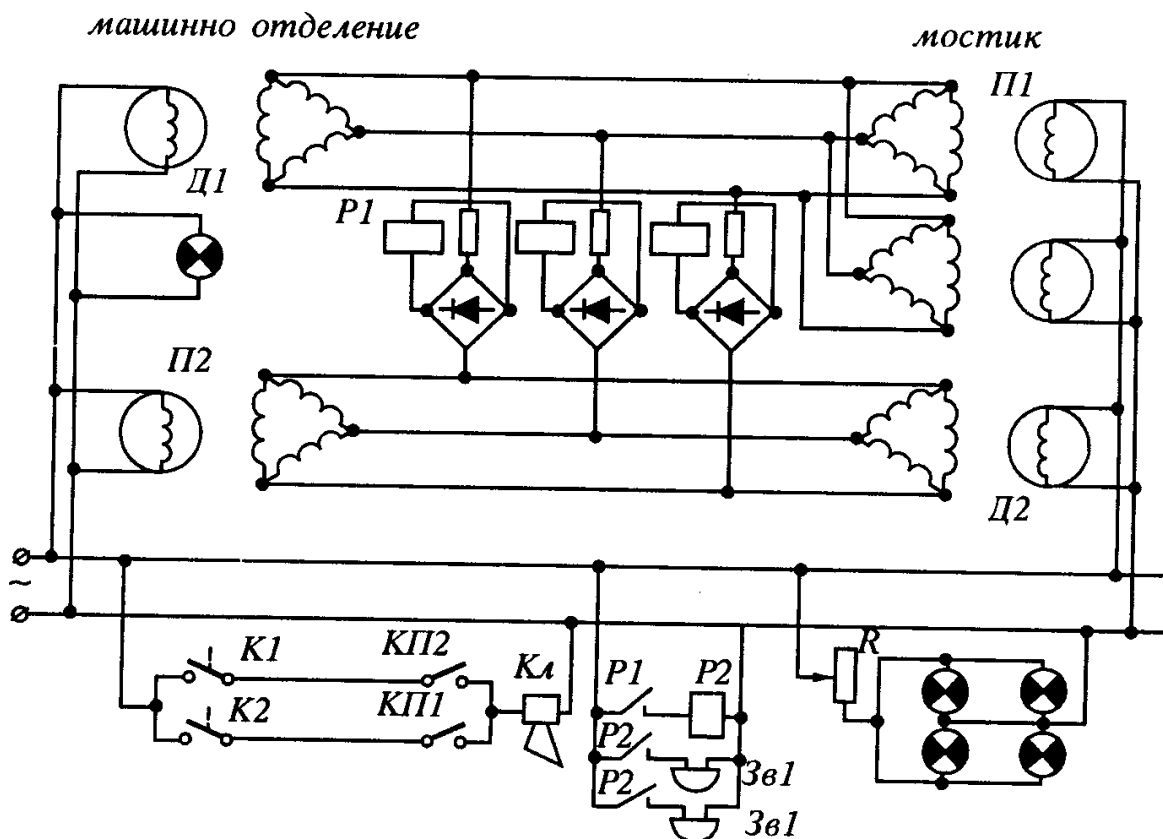 машинно отделение
мостик
П1
Д1
Р1
П2
Д2
~
К1
КП2
Кл
К2
КП1
Р1
Р2
R
Р2
Зв1
Р2
Зв1